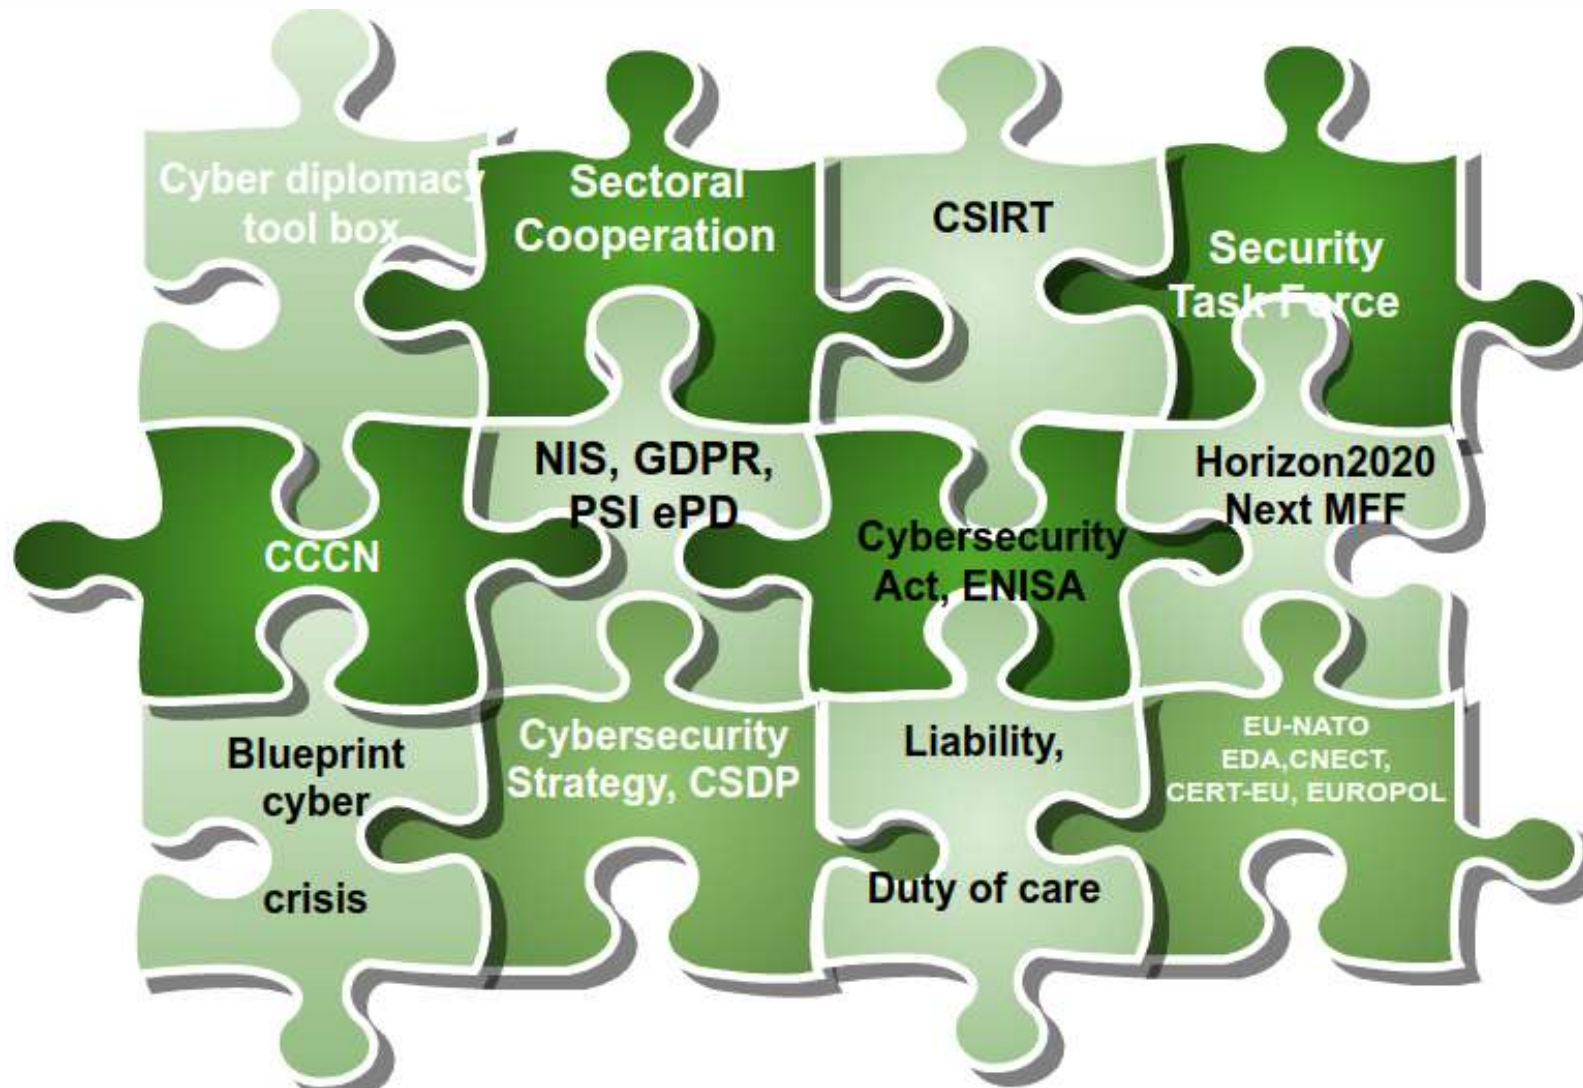 Cyber diplomacy
tool box
Sectoral
Cooperation
CSIRT
Security
Task Force
CCCN
NIS, GDPR,
PSI ePD
Cybersecurity
Act, ENISA
Horizon2020
Next MFF
Blueprint
cyber
crisis
Cybersecurity
Strategy, CSDP
Liability,
Duty of care
EU-NATO
EDA,CNECT,
CERT-EU, EUROPOL